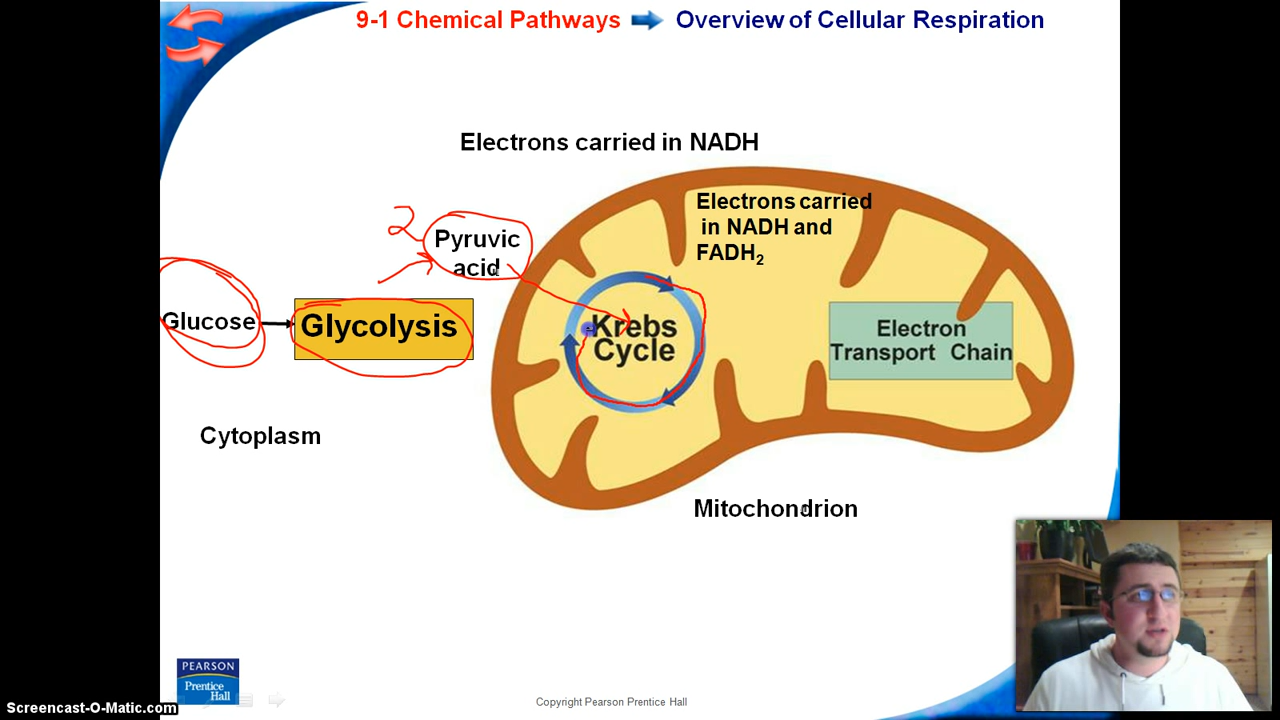 9-1 Chemical Pathways Overview of Cellular Respiration
Electrons carried in NADH
Electrons carried
in NADH and
FADH2
2
Pyruvic
acid
Glucose
Glycolysis
Krebs
Cycle
Electron
Transport Chain
Cytoplasm
Mitochondrion
PEARSON
Prentice
Hall
Copyright Pearson Prentice Hall
Screencast-O-Matic.com